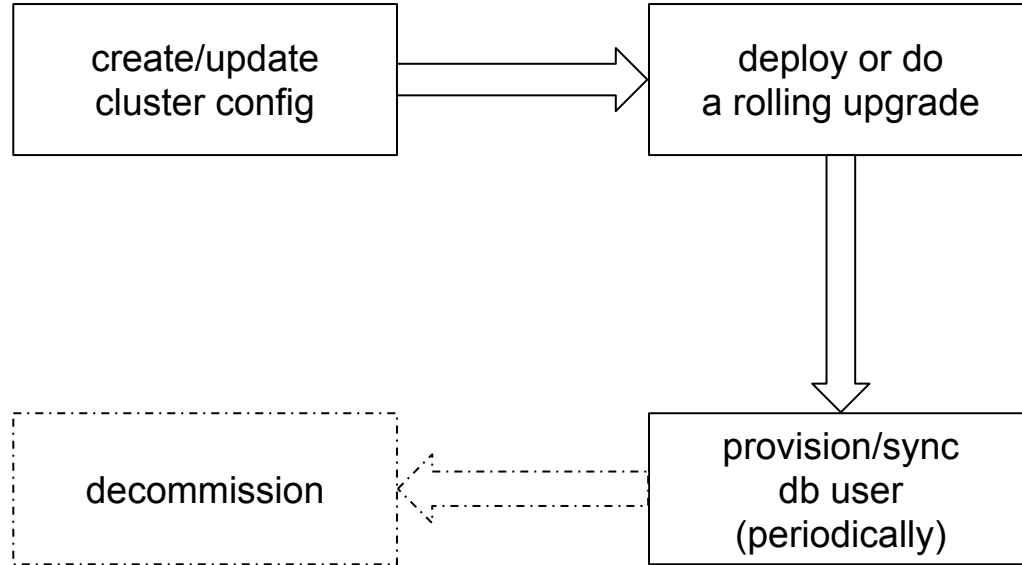 create/update
cluster config
deploy or do
a rolling upgrade
provision/sync
db user
(periodically)
decommission